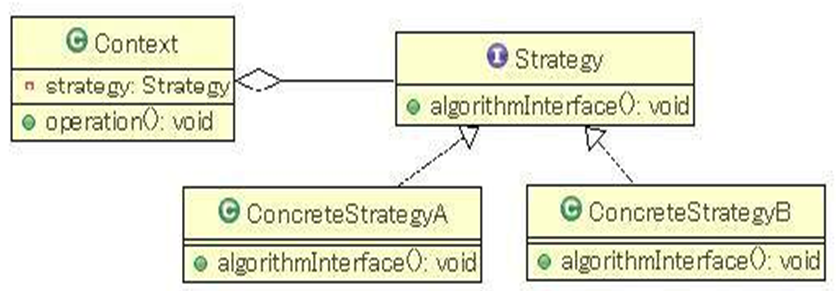 Context
strategy: Strategy
operation(): void
Strategy
algorithmInterface(): void
ConcreteStrategyA
algorithmInterface(): void
ConcreteStrategyB
algorithmInterface(): void